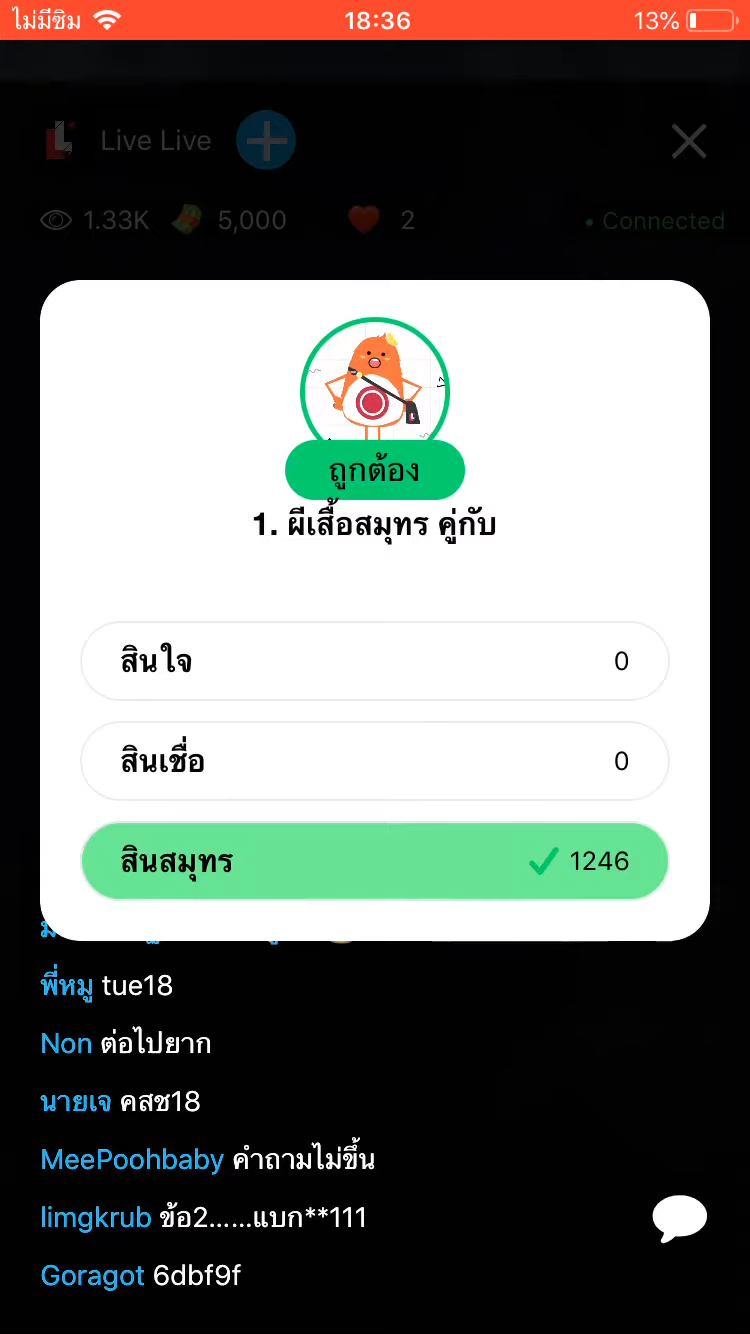 ไม่มีซิม 18:36 13%
Live Live
1.33K 5,000 2 • Connected
ถูกต้อง
1. ผีเสื้อสมุทร คู่กับ
สินใจ 0
สินเชื่อ 0
สินสมุทร 1246
พี่หมู tue18
Non ต่อไปยาก
นายเจ คสช18
MeePoohbaby คำถามไม่ขึ้น
limgkrub ข้อ2......แบก**111
Goragot 6dbf9f